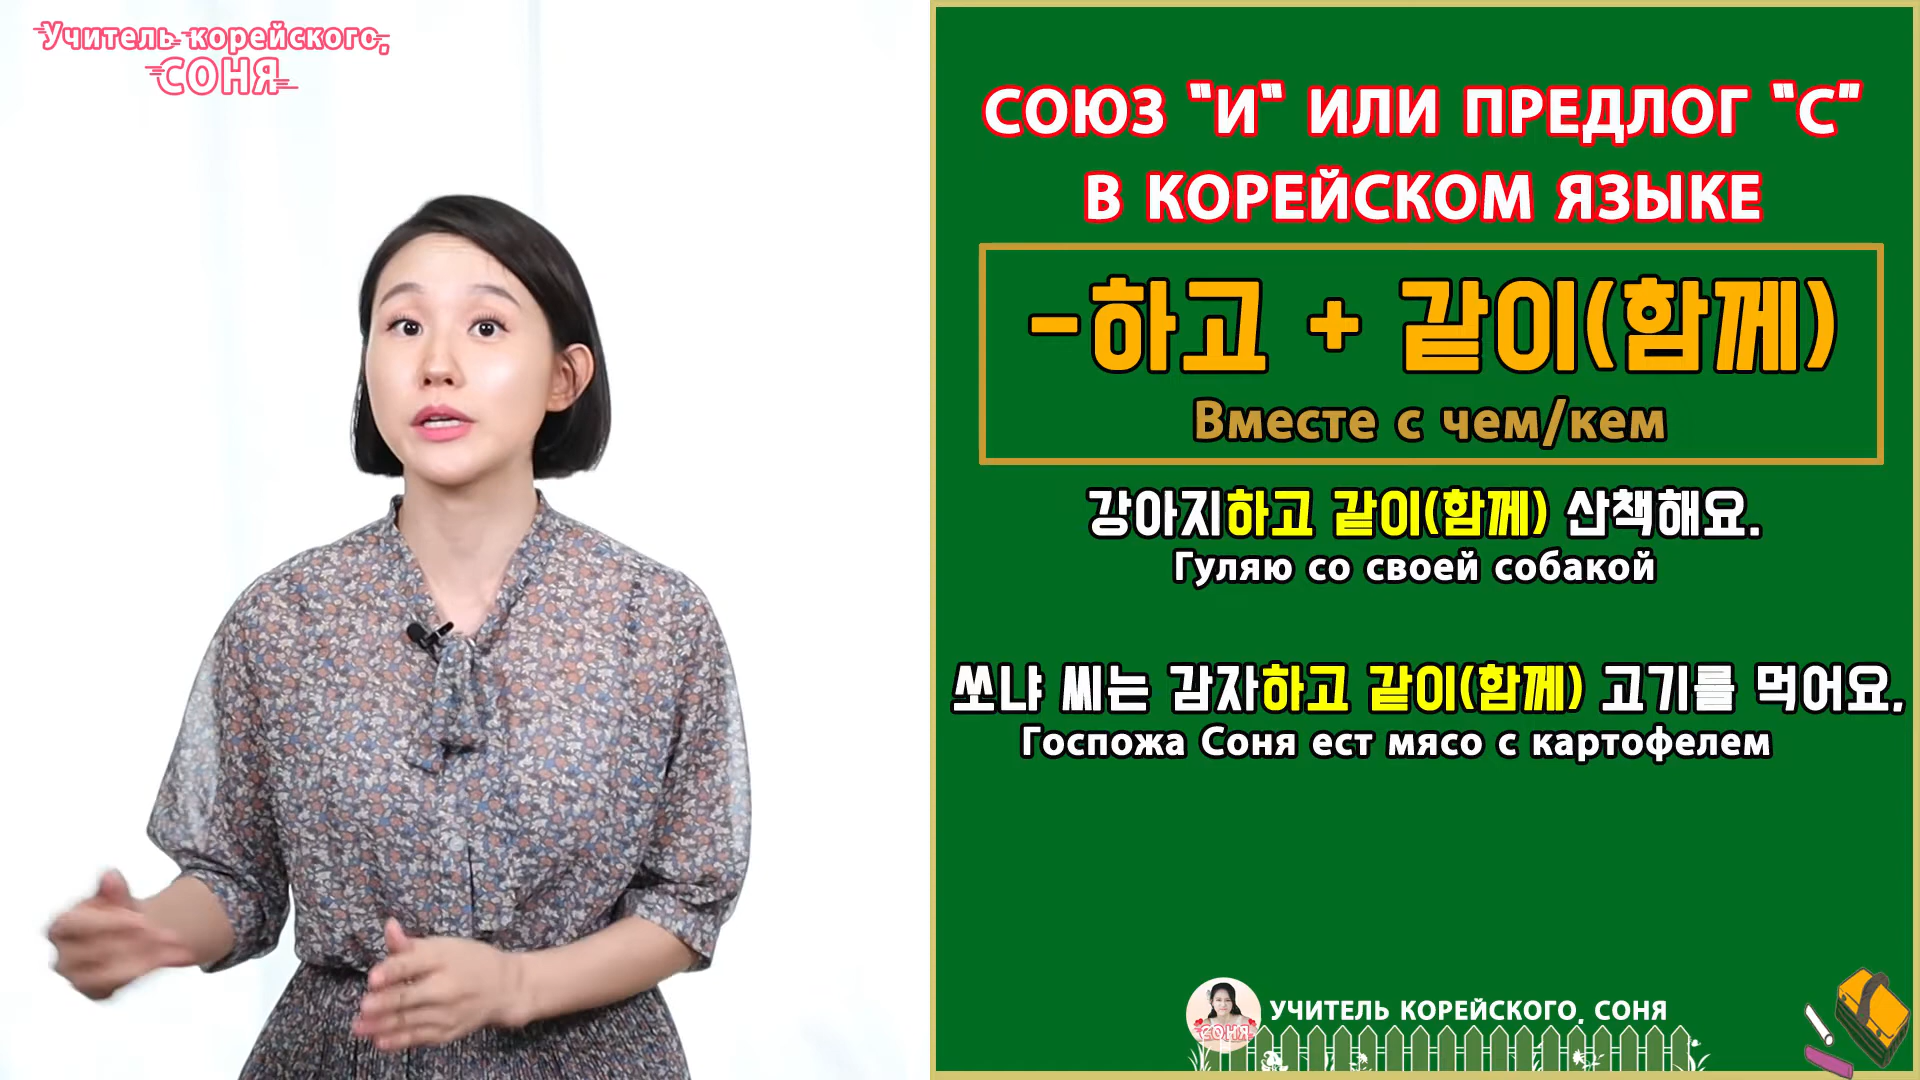 Учитель корейского,
СОНЯ
СОЮЗ "И" ИЛИ ПРЕДЛОГ "С"
В КОРЕЙСКОМ ЯЗЫКЕ
-하고 + 같이(함께)
Вместе с чем/кем
강아지하고 같이(함께) 산책해요.
Гуляю со своей собакой
쏘냐 씨는 감자하고 같이(함께) 고기를 먹어요.
Госпожа Соня ест мясо с картофелем
СОНЯ
УЧИТЕЛЬ КОРЕЙСКОГО, СОНЯ